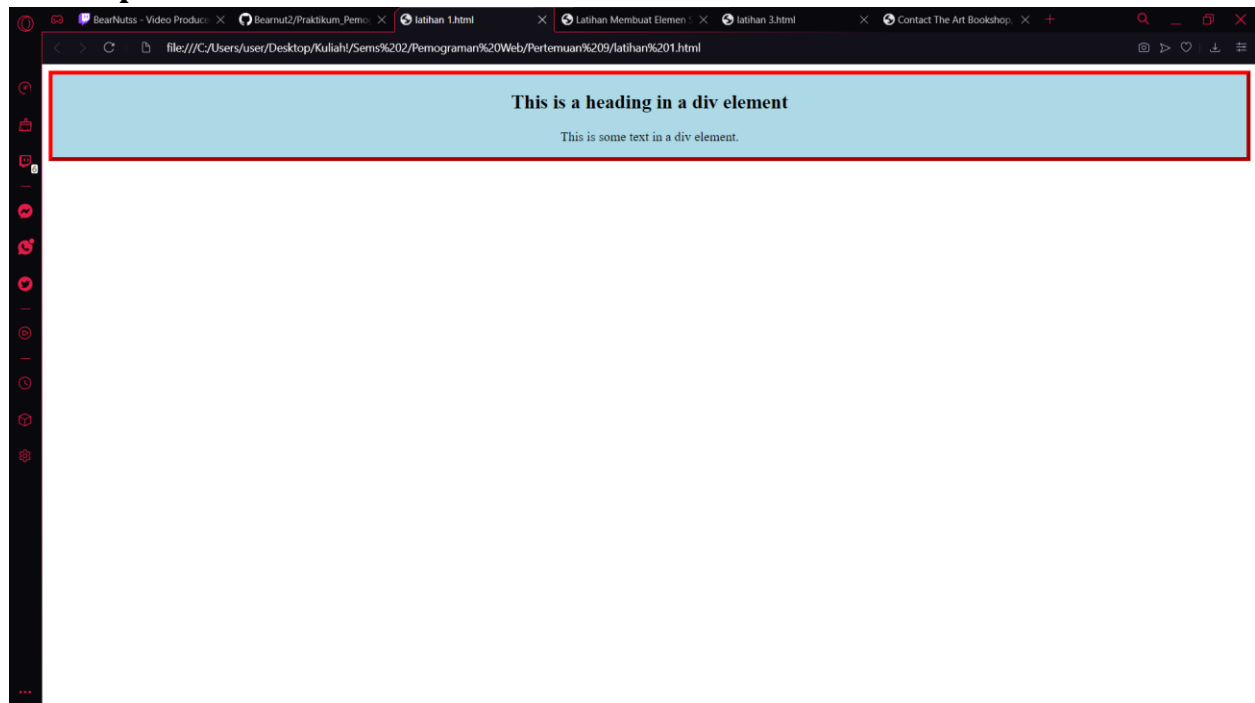 BearNutss - Video Produce
Bearnut2/Praktikum_Pemo
latihan 1.html
Latihan Membuat Elemen S
latihan 3.html
Contact The Art Bookshop,
file:///C:/Users/user/Desktop/Kuliah!/Sems%202/Pemograman%20Web/Pertemuan%209/latihan%201.html
This is a heading in a div element
This is some text in a div element.